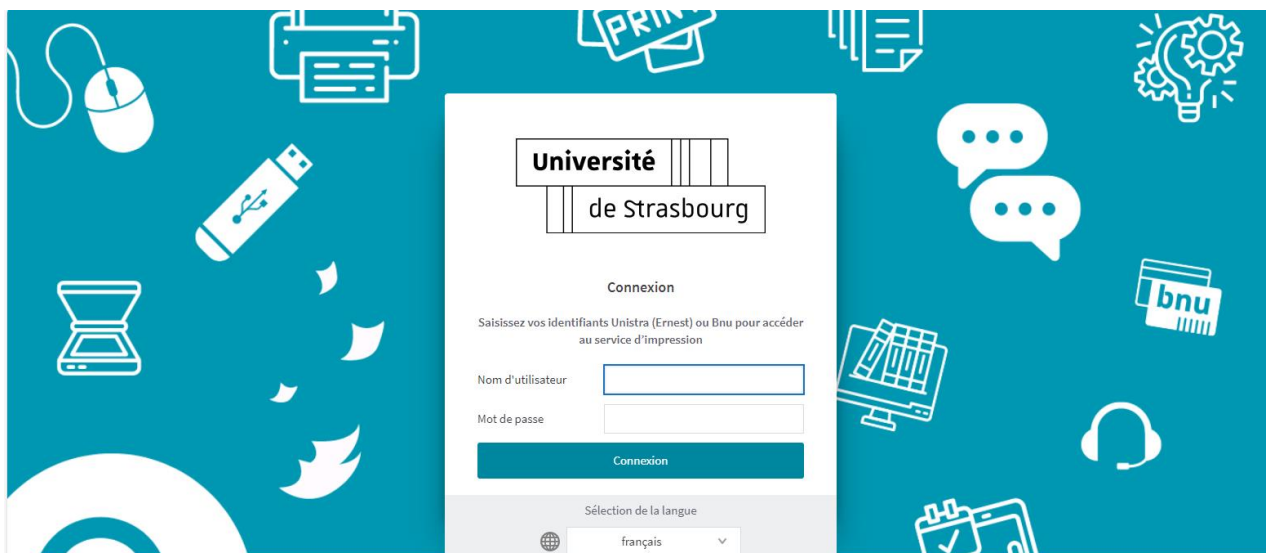 PRINT
Université
de Strasbourg
Connexion
Saisissez vos identifiants Unistra (Ernest) ou Bnu pour accéder
au service d'impression
bnu
Nom d'utilisateur
Mot de passe
Connexion
Sélection de la langue
français